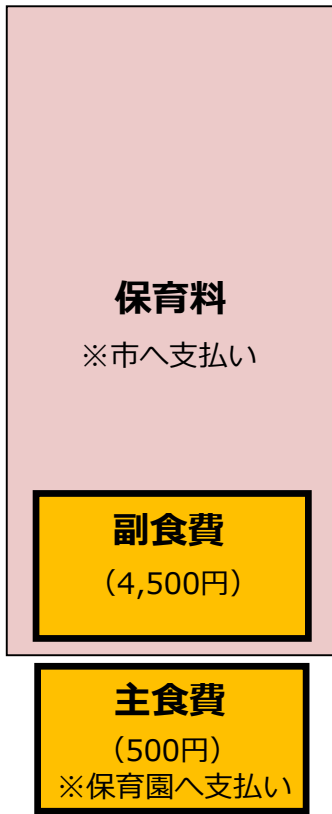 保育料
※市へ支払い
副食費
（4,500円）
主食費
（500円）
※保育園へ支払い